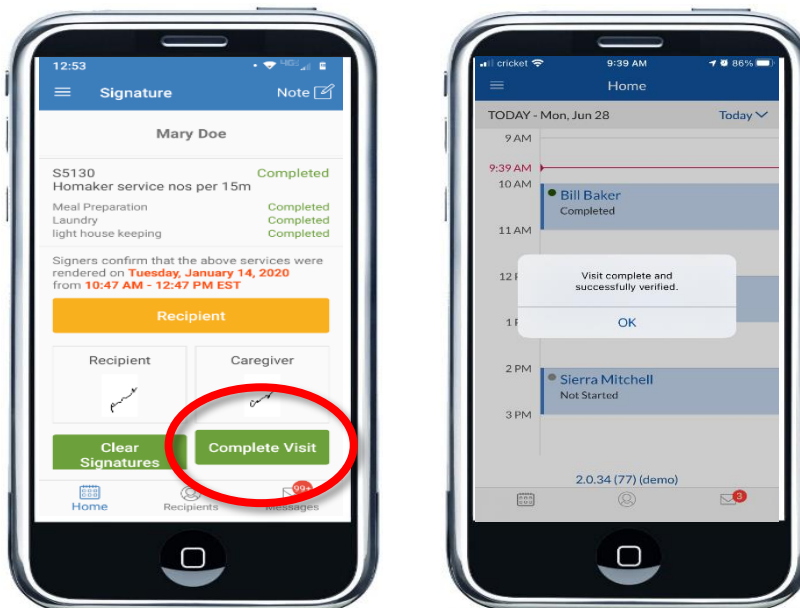 12:53
4G
Signature
Note
Mary Doe
S5130 Completed
Homaker service nos per 15m
Meal Preparation Completed
Laundry Completed
light house keeping Completed
Signers confirm that the above services were
rendered on Tuesday, January 14, 2020
from 10:47 AM - 12:47 PM EST
Recipient
Recipient
Caregiver
Clear
Signatures
Complete Visit
99+
Home
Recipients
Messages
cricket
9:39 AM
86%
Home
TODAY - Mon, Jun 28
Today
9 AM
9:39 AM
10 AM
Bill Baker
Completed
11 AM
12
Visit complete and
successfully verified.
OK
1
2 PM
Sierra Mitchell
Not Started
3 PM
2.0.34 (77) (demo)
3